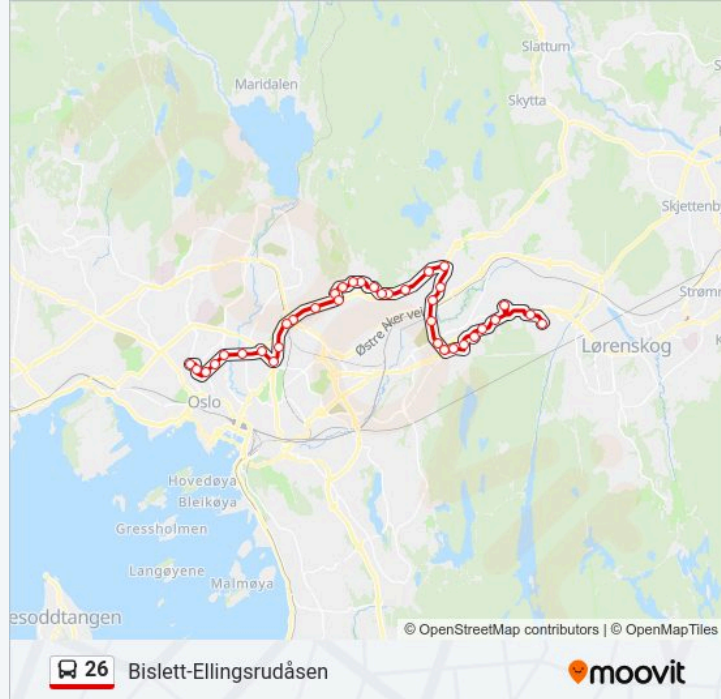 Slattum
Maridalen
Skytta
Skjettenb
Østre Aker vei
Strømm
Lørenskog
Oslo
Hovedøya
Bleikøya
Gressholmen
Langøyene
Malmøya
esoddtangen
© OpenStreetMap contributors | © OpenMapTiles
26 Bislett-Ellingsrudåsen
moovit